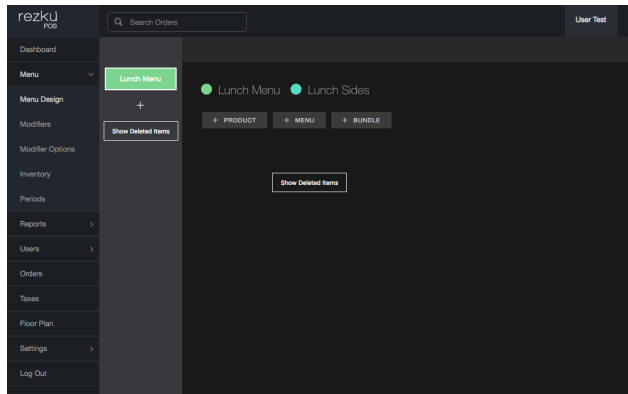 rezkü
POS
Search Orders
User Test
Dashboard
Menu
Menu Design
Modifiers
Modifier Options
Inventory
Periods
Reports
Users
Orders
Taxes
Floor Plan
Settings
Log Out
Lunch Menu
+
Show Deleted Items
Lunch Menu Lunch Sides
+ PRODUCT + MENU + BUNDLE
Show Deleted Items